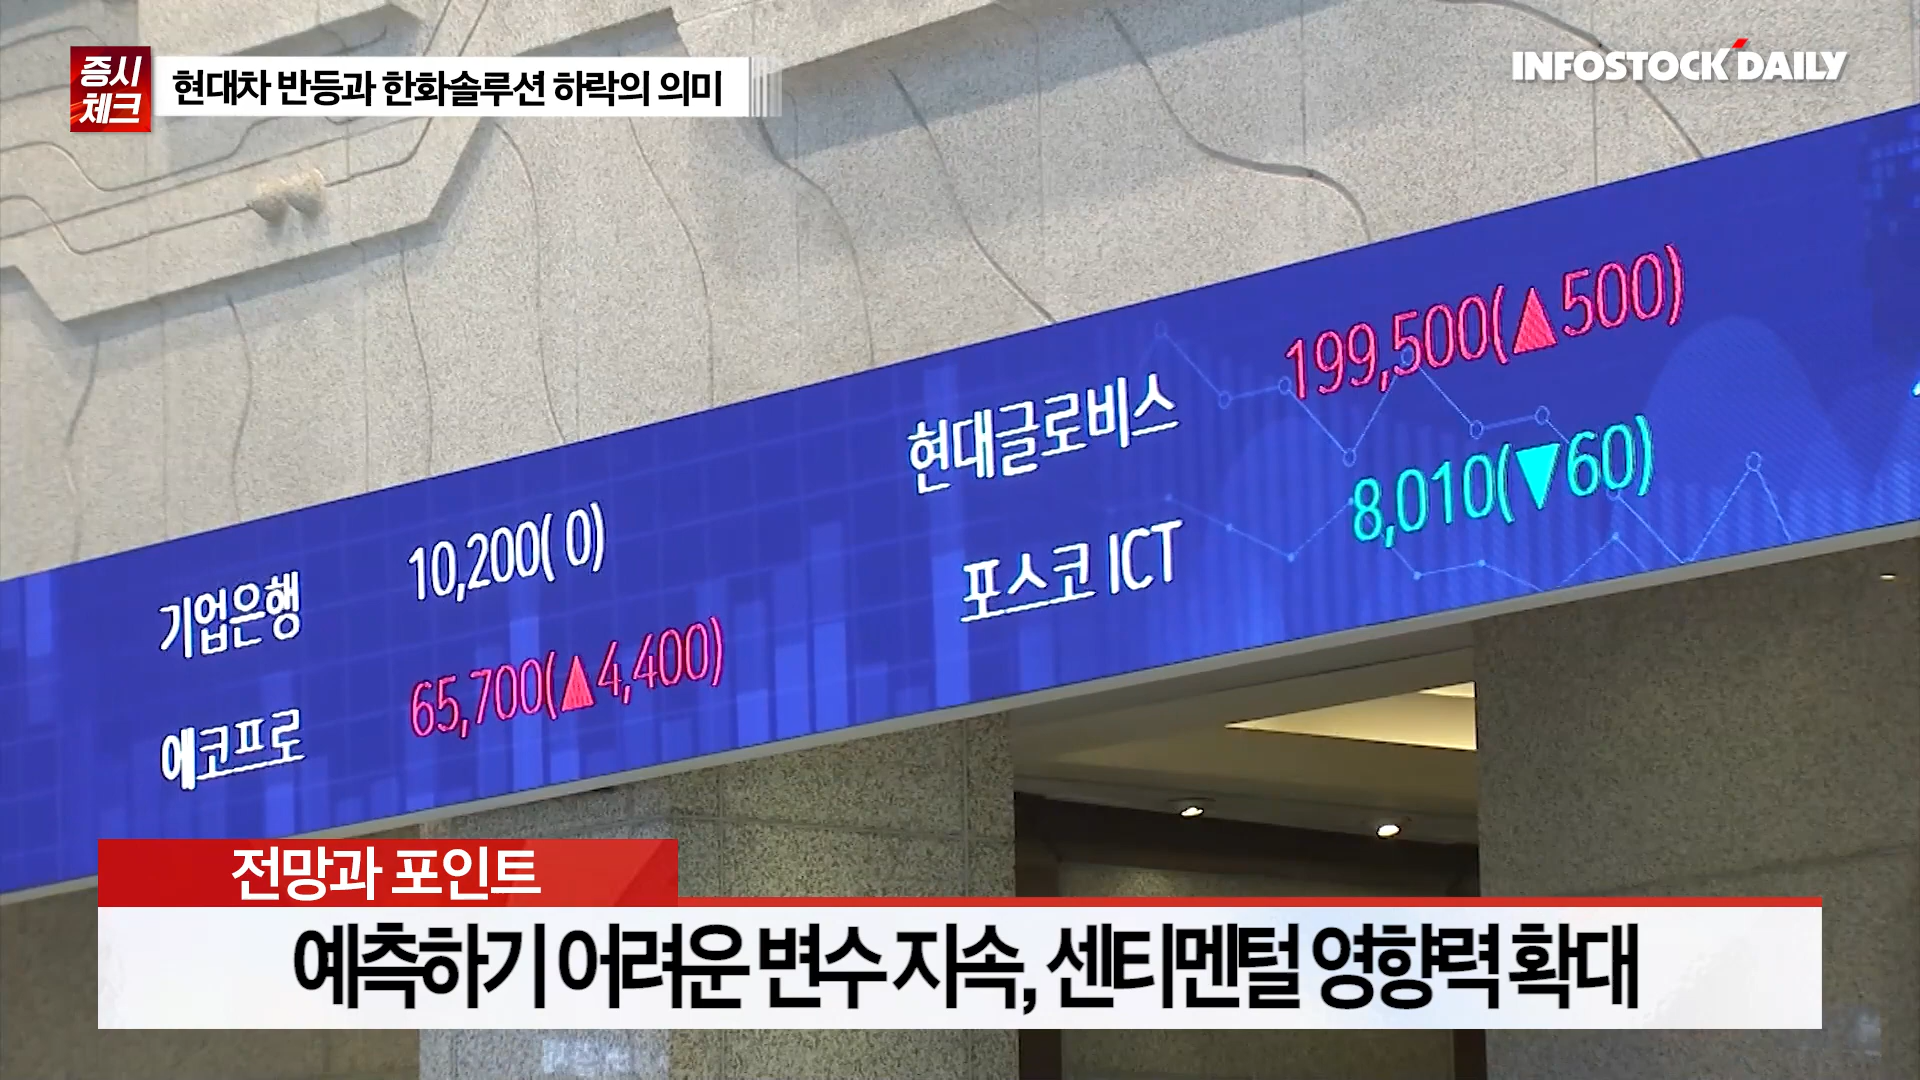 증시
체크
현대차 반등과 한화솔루션 하락의 의미
INFOSTOCK DAILY
현대글로비스 199,500(▲500)
기업은행 10,200( 0)
포스코 ICT 8,010(▼60)
에코프로 65,700(▲4,400)
전망과 포인트
예측하기 어려운 변수 지속, 센티멘털 영향력 확대